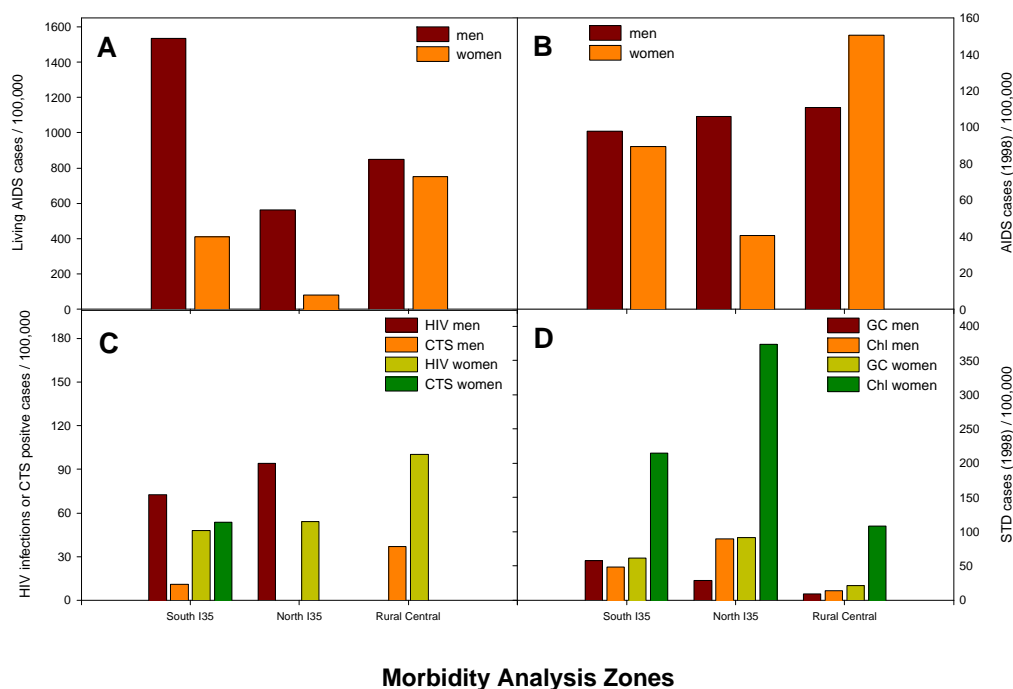 A
men
women
B
men
women
Living AIDS cases / 100,000
1600
1400
1200
1000
800
600
400
200
0
160
140
120
100
80
60
40
20
0
AIDS cases (1998) / 100,000
C
HIV men
CTS men
HIV women
CTS women
D
GC men
Chl men
GC women
Chl women
HIV infections or CTS positve cases / 100,000
180
150
120
90
60
30
0
400
350
300
250
200
150
100
50
0
STD cases (1998) / 100,000
South I35 North I35 Rural Central
South I35 North I35 Rural Central
Morbidity Analysis Zones